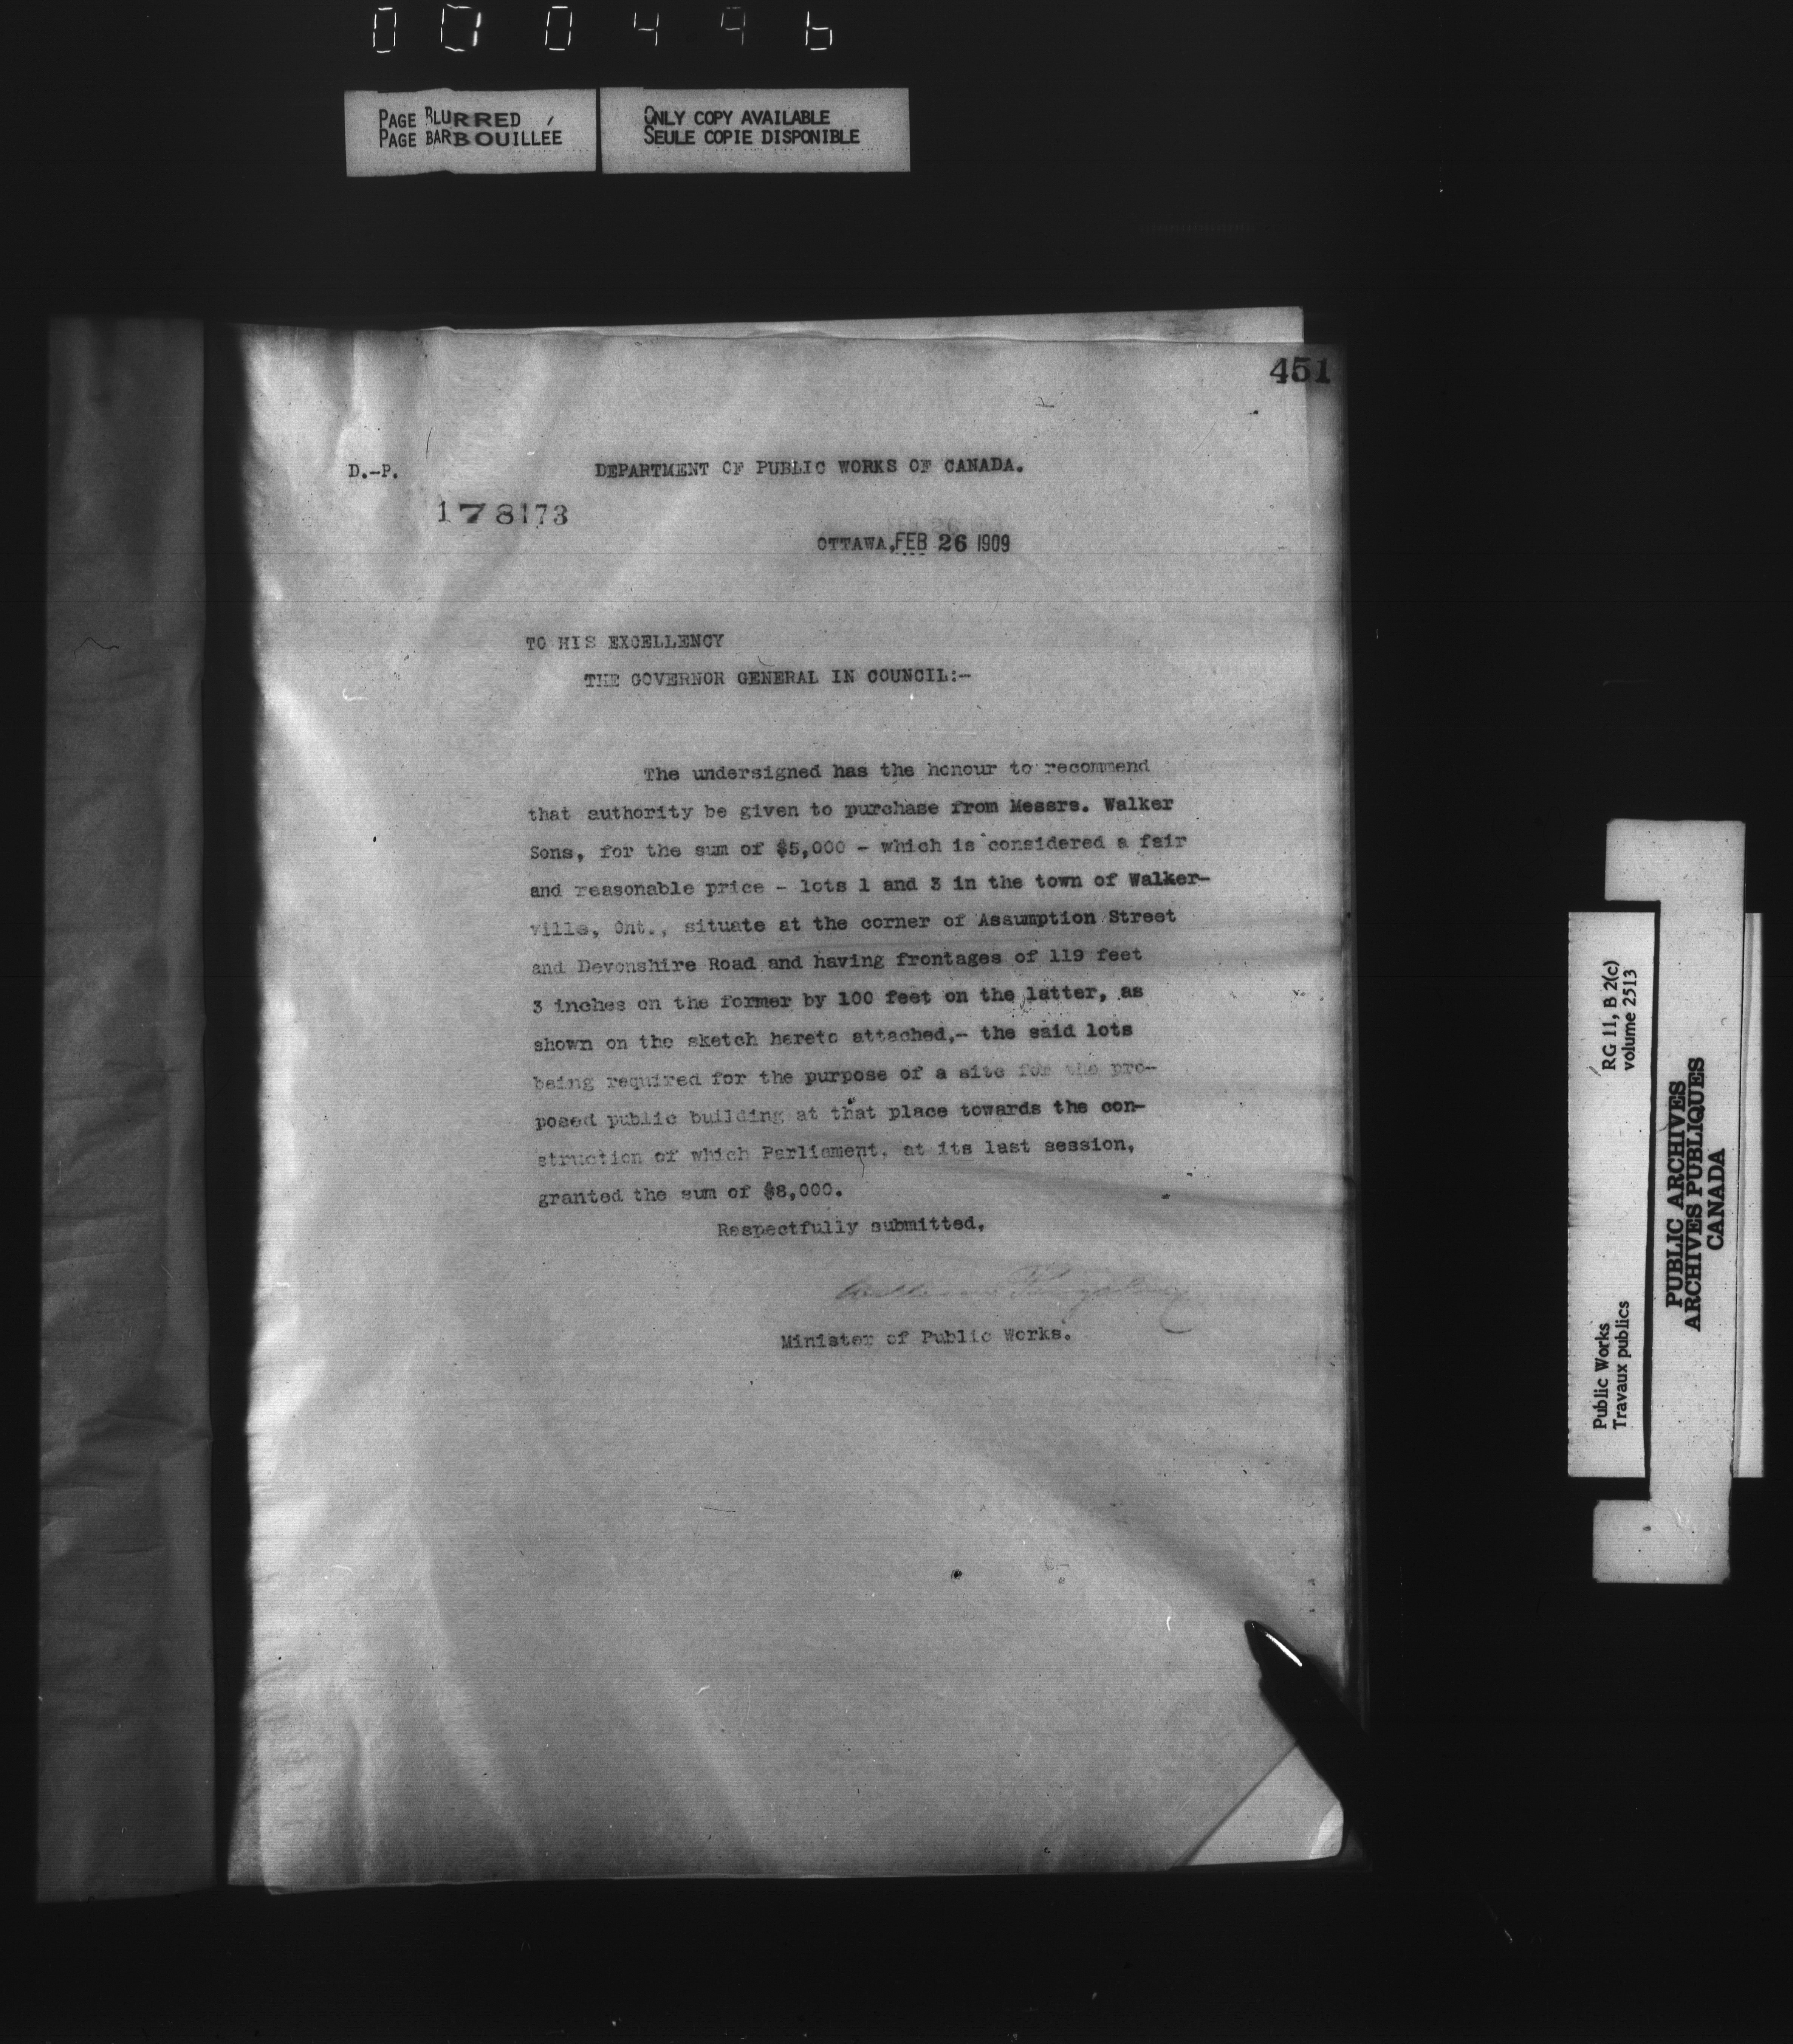 000496
PAGE BLURRED
PAGE BARBOUILLÉE
ONLY COPY AVAILABLE
SEULE COPIE DISPONIBLE
451
D.-P.
DEPARTMENT OF PUBLIC WORKS OF CANADA.
178173
OTTAWA, FEB 26 1909
TO HIS EXCELLENCY
THE GOVERNOR GENERAL IN COUNCIL:-
The undersigned has the honour to recommend
that authority be given to purchase from Messrs. Walker
Sons, for the sum of $5,000 - which is considered a fair
and reasonable price - lots 1 and 3 in the town of Walker-
ville, Ont., situate at the corner of Assumption Street
and Devonshire Road and having frontages of 119 feet
3 inches on the former by 100 feet on the latter, as
shown on the sketch hereto attached,- the said lots
being required for the purpose of a site for the pro-
posed public building at that place towards the con-
struction of which Parliament, at its last session,
granted the sum of $8,000.
Respectfully submitted,
William Pugsley
Minister of Public Works.
RG 11, B 2(c)
volume 2513
Public Works
Travaux publics
PUBLIC ARCHIVES
ARCHIVES PUBLIQUES
CANADA